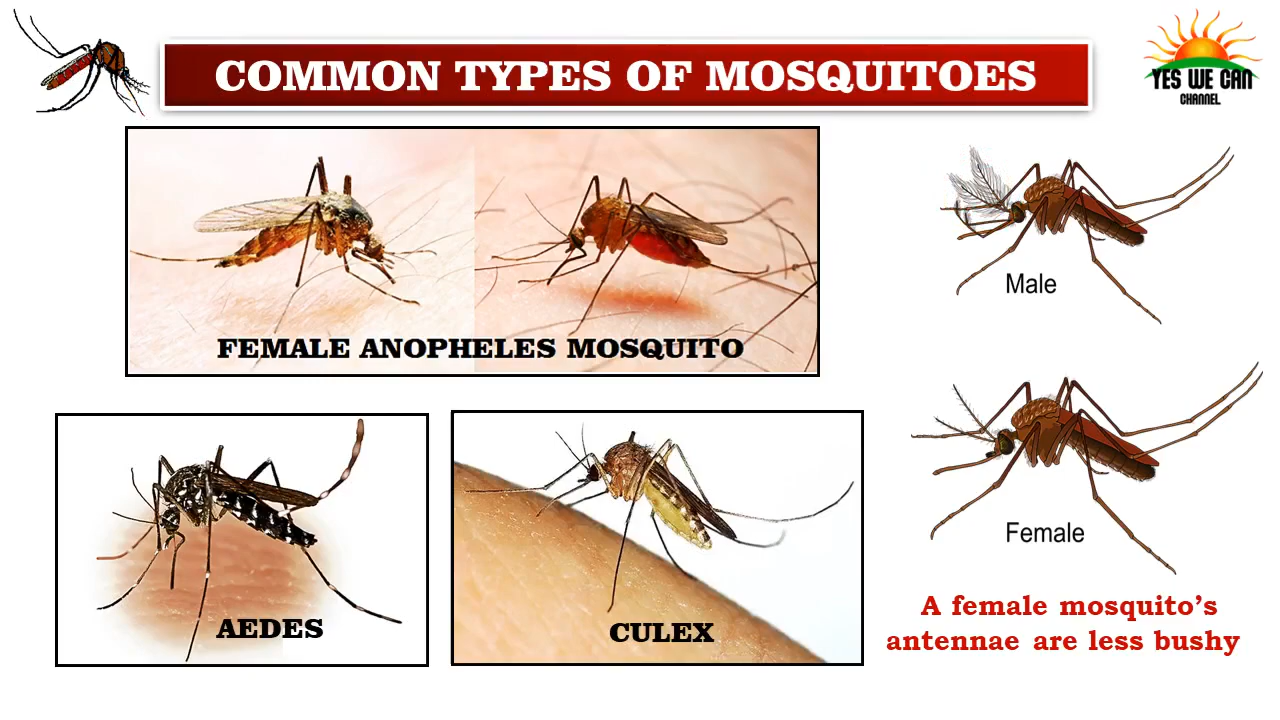 COMMON TYPES OF MOSQUITOES
YES WE CAN
CHANNEL
FEMALE ANOPHELES MOSQUITO
Male
AEDES
CULEX
Female
A female mosquito's
antennae are less bushy